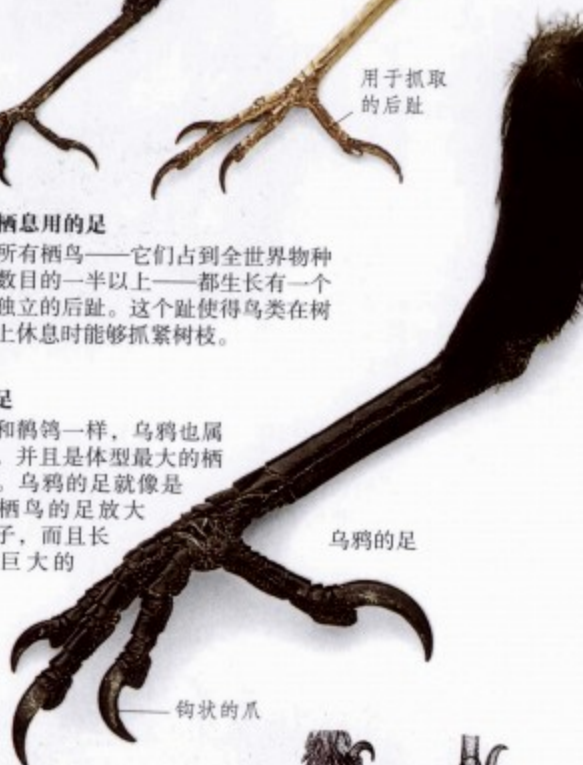 用于抓取
的后趾
栖息用的足
所有栖鸟——它们占到全世界物种
数目的一半以上——都生长有一个
独立的后趾。这个趾使得鸟类在树
上休息时能够抓紧树枝。
足
和鹡鸰一样，乌鸦也属
，并且是体型最大的栖
。乌鸦的足就像是
栖鸟的足放大
子，而且长
巨大的
乌鸦的足
钩状的爪